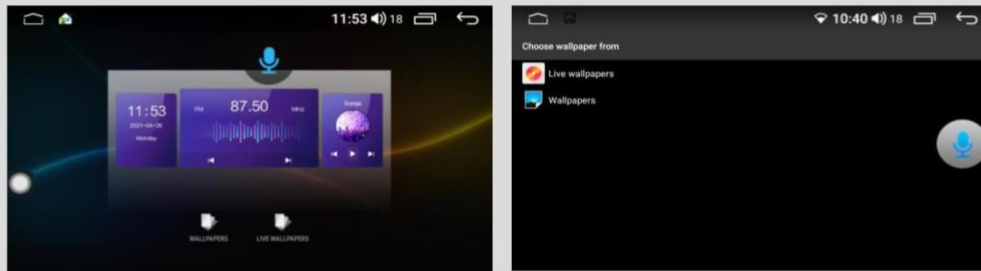 11:53 18
11:53
2021-04-26
Monday
FM 87.50 MHz
Songs
WALLPAPERS LIVE WALLPAPERS
10:40 18
Choose wallpaper from
Live wallpapers
Wallpapers